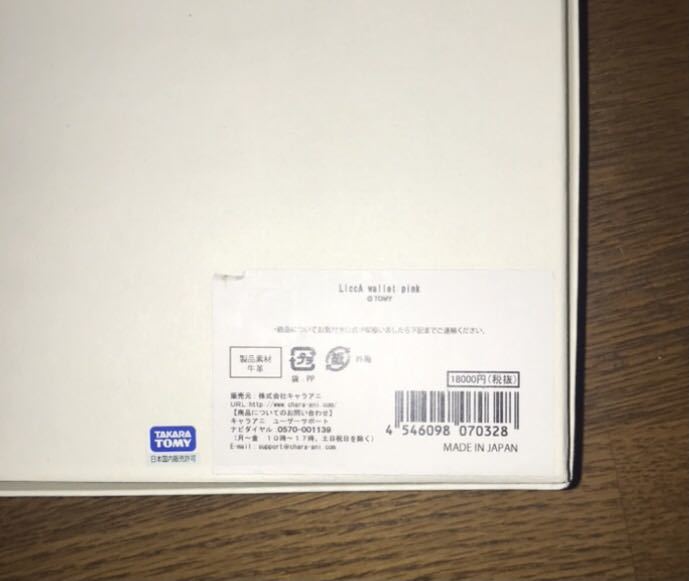 LiccA wallet pink
© TOMY
・商品についてお気付きの点が御座いましたら下記までご連絡ください。
製品素材
牛革
プラ
袋：PP
紙
外箱
18000円(税抜)
販売元：株式会社キャラアニ
URL http://www.chara-ani.com/
【商品についてのお問い合わせ】
キャラアニ ユーザーサポート
ナビダイヤル 0570-001139
(月～金 10時～17時、土日祝日を除く)
E-mail：support@chara-ani.com
4 546098 070328
MADE IN JAPAN
TAKARA
TOMY
日本国内販売許可